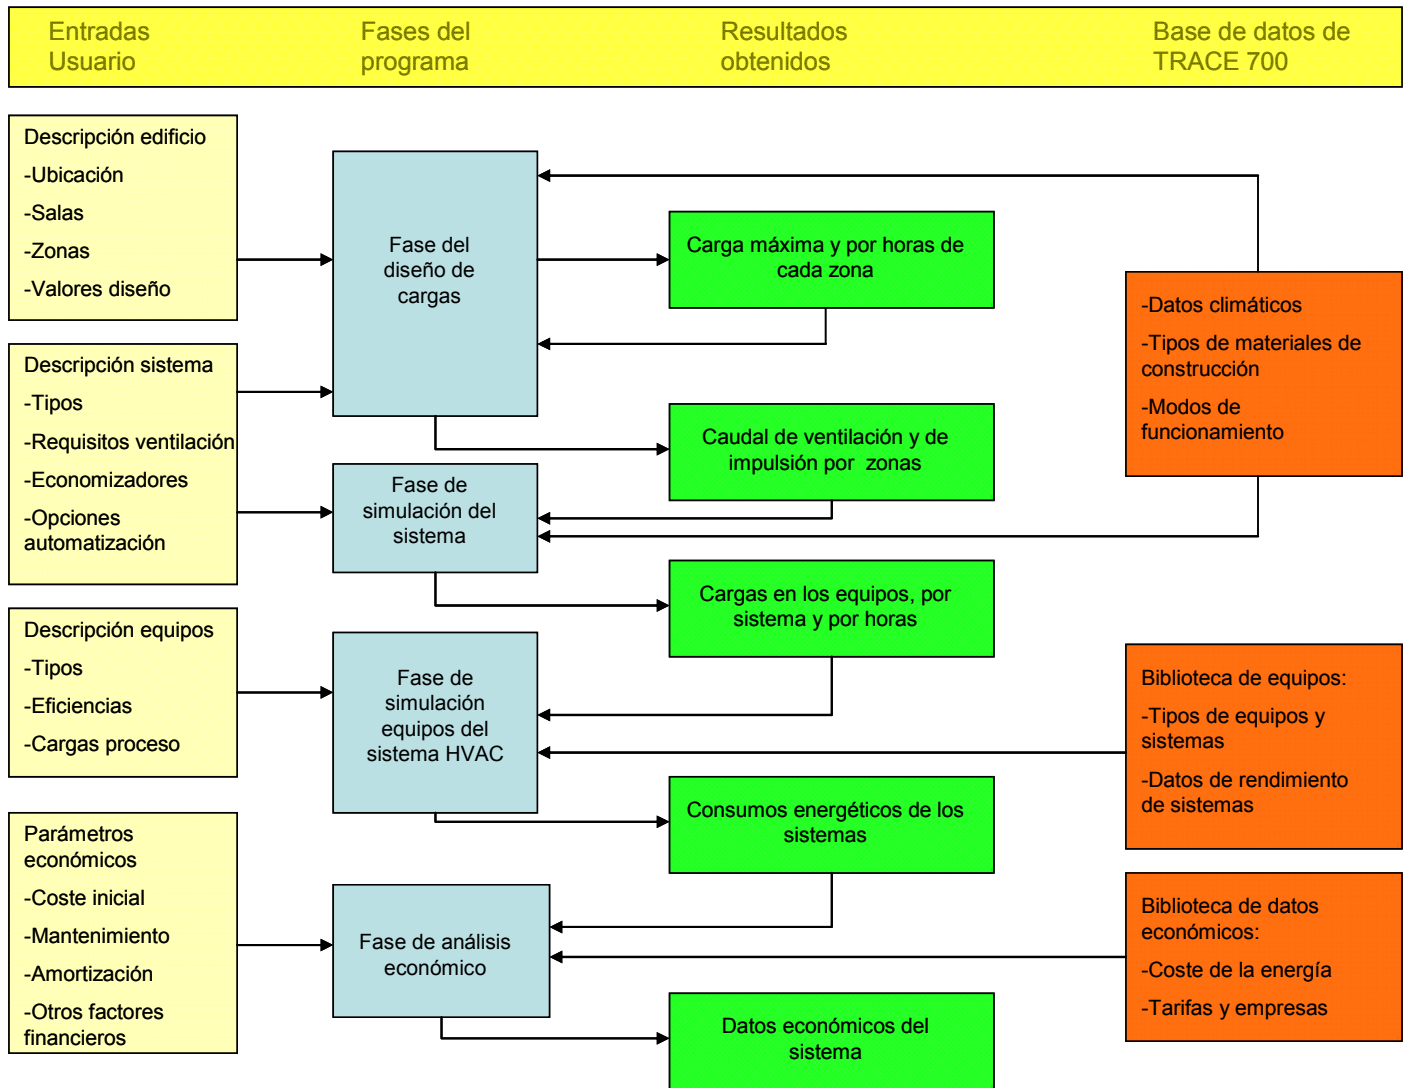 Entradas
Usuario
Fases del
programa
Resultados
obtenidos
Base de datos de
TRACE 700
Descripción edificio
-Ubicación
-Salas
-Zonas
-Valores diseño
Descripción sistema
-Tipos
-Requisitos ventilación
-Economizadores
-Opciones
automatización
Descripción equipos
-Tipos
-Eficiencias
-Cargas proceso
Parámetros
económicos
-Coste inicial
-Mantenimiento
-Amortización
-Otros factores
financieros
Fase del
diseño de
cargas
Fase de
simulación del
sistema
Fase de
simulación
equipos del
sistema HVAC
Fase de análisis
económico
Carga máxima y por horas de
cada zona
Caudal de ventilación y de
impulsión por zonas
Cargas en los equipos, por
sistema y por horas
Consumos energéticos de los
sistemas
Datos económicos del
sistema
-Datos climáticos
-Tipos de materiales de
construcción
-Modos de
funcionamiento
Biblioteca de equipos:
-Tipos de equipos y
sistemas
-Datos de rendimiento
de sistemas
Biblioteca de datos
económicos:
-Coste de la energía
-Tarifas y empresas